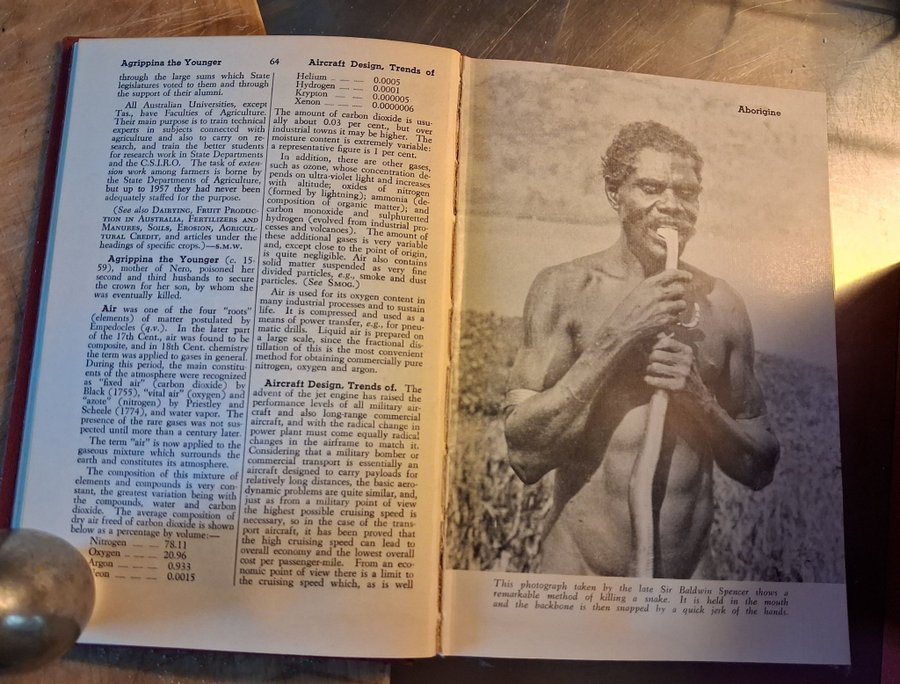 Agrippina the Younger
64
Aircraft Design, Trends of
through the large sums which State
legislatures voted to them and through
the support of their alumni.
All Australian Universities, except
Tas., have Faculties of Agriculture.
Their main purpose is to train technical
experts in subjects connected with
agriculture and also to carry on re-
search, and train the better students
for research work in State Departments
and the C.S.I.R.O. The task of exten-
sion work among farmers is borne by
the State Departments of Agriculture,
but up to 1957 they had never been
adequately staffed for the purpose.
(See also DAIRYING, FRUIT PRODUC-
TION IN AUSTRALIA, FERTILIZERS AND
MANURES, SOILS, EROSION, AGRICUL-
TURAL CREDIT, and articles under the
headings of specific crops.)—S.M.W.
Agrippina the Younger (c. 15-
59), mother of Nero, poisoned her
second and third husbands to secure
the crown for her son, by whom she
was eventually killed.
Air was one of the four "roots"
(elements) of matter postulated by
Empedocles (q.v.). In the later part
of the 17th Cent., air was found to be
composite, and in 18th Cent. chemistry
the term was applied to gases in general.
During this period, the main constitu-
ents of the atmosphere were recognized
as "fixed air" (carbon dioxide) by
Black (1755), "vital air" (oxygen) and
"azote" (nitrogen) by Priestley and
Scheele (1774), and water vapor. The
presence of the rare gases was not sus-
pected until more than a century later.
The term "air" is now applied to the
gaseous mixture which surrounds the
earth and constitutes its atmosphere.
The composition of this mixture of
elements and compounds is very con-
stant, the greatest variation being with
the compounds, water and carbon
dioxide. The average composition of
dry air freed of carbon dioxide is shown
below as a percentage by volume:—
Nitrogen — — — 78.11
Oxygen — — — 20.96
Argon — — — 0.933
Neon — — — 0.0015
Helium — — — 0.0005
Hydrogen — — — 0.0001
Krypton — — — 0.000005
Xenon — — — 0.0000006
The amount of carbon dioxide is usu-
ally about 0.03 per cent., but over
industrial towns it may be higher. The
moisture content is extremely variable:
a representative figure is 1 per cent.
In addition, there are other gases,
such as ozone, whose concentration de-
pends on ultra-violet light and increases
with altitude; oxides of nitrogen
(formed by lightning); ammonia (de-
composition of organic matter); and
carbon monoxide and sulphuretted
hydrogen (evolved from industrial pro-
cesses and volcanoes). The amount of
these additional gases is very variable
and, except close to the point of origin,
is quite negligible. Air also contains
solid matter suspended as very fine
divided particles, e.g., smoke and dust
particles. (See SMOG.)
Air is used for its oxygen content in
many industrial processes and to sustain
life. It is compressed and used as a
means of power transfer, e.g., for pneu-
matic drills. Liquid air is prepared on
a large scale, since the fractional dis-
tillation of this is the most convenient
method for obtaining commercially pure
nitrogen, oxygen and argon.
Aircraft Design, Trends of. The
advent of the jet engine has raised the
performance levels of all military air-
craft and also long-range commercial
aircraft, and with the radical change in
power plant must come equally radical
changes in the airframe to match it.
Considering that a military bomber or
commercial transport is essentially an
aircraft designed to carry payloads for
relatively long distances, the basic aero-
dynamic problems are quite similar, and,
just as from a military point of view
the highest possible cruising speed is
necessary, so in the case of the trans-
port aircraft, it has been proved that
the high cruising speed can lead to
overall economy and the lowest overall
cost per passenger-mile. From an eco-
nomic point of view there is a limit to
the cruising speed which, as is well
Aborigine
This photograph taken by the late Sir Baldwin Spencer shows a
remarkable method of killing a snake. It is held in the mouth
and the backbone is then snapped by a quick jerk of the hands.